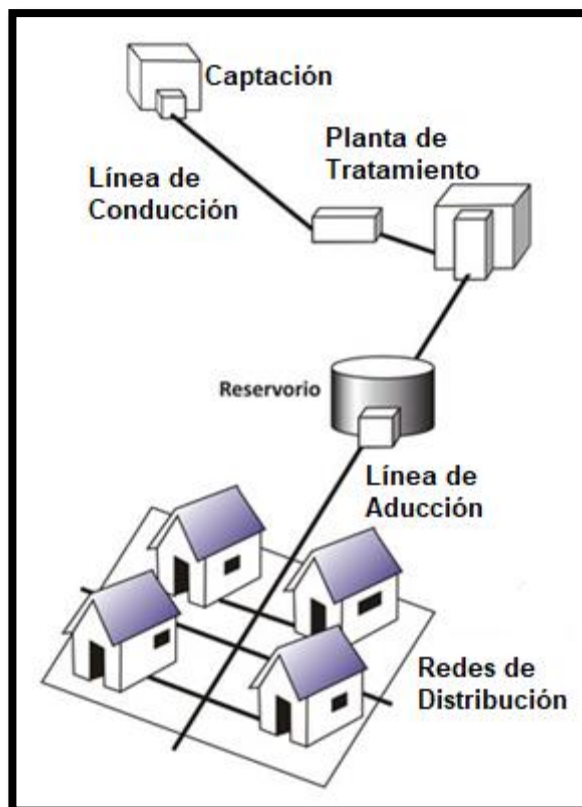 Captación
Planta de
Tratamiento
Línea de
Conducción
Reservorio
Línea de
Aducción
Redes de
Distribución